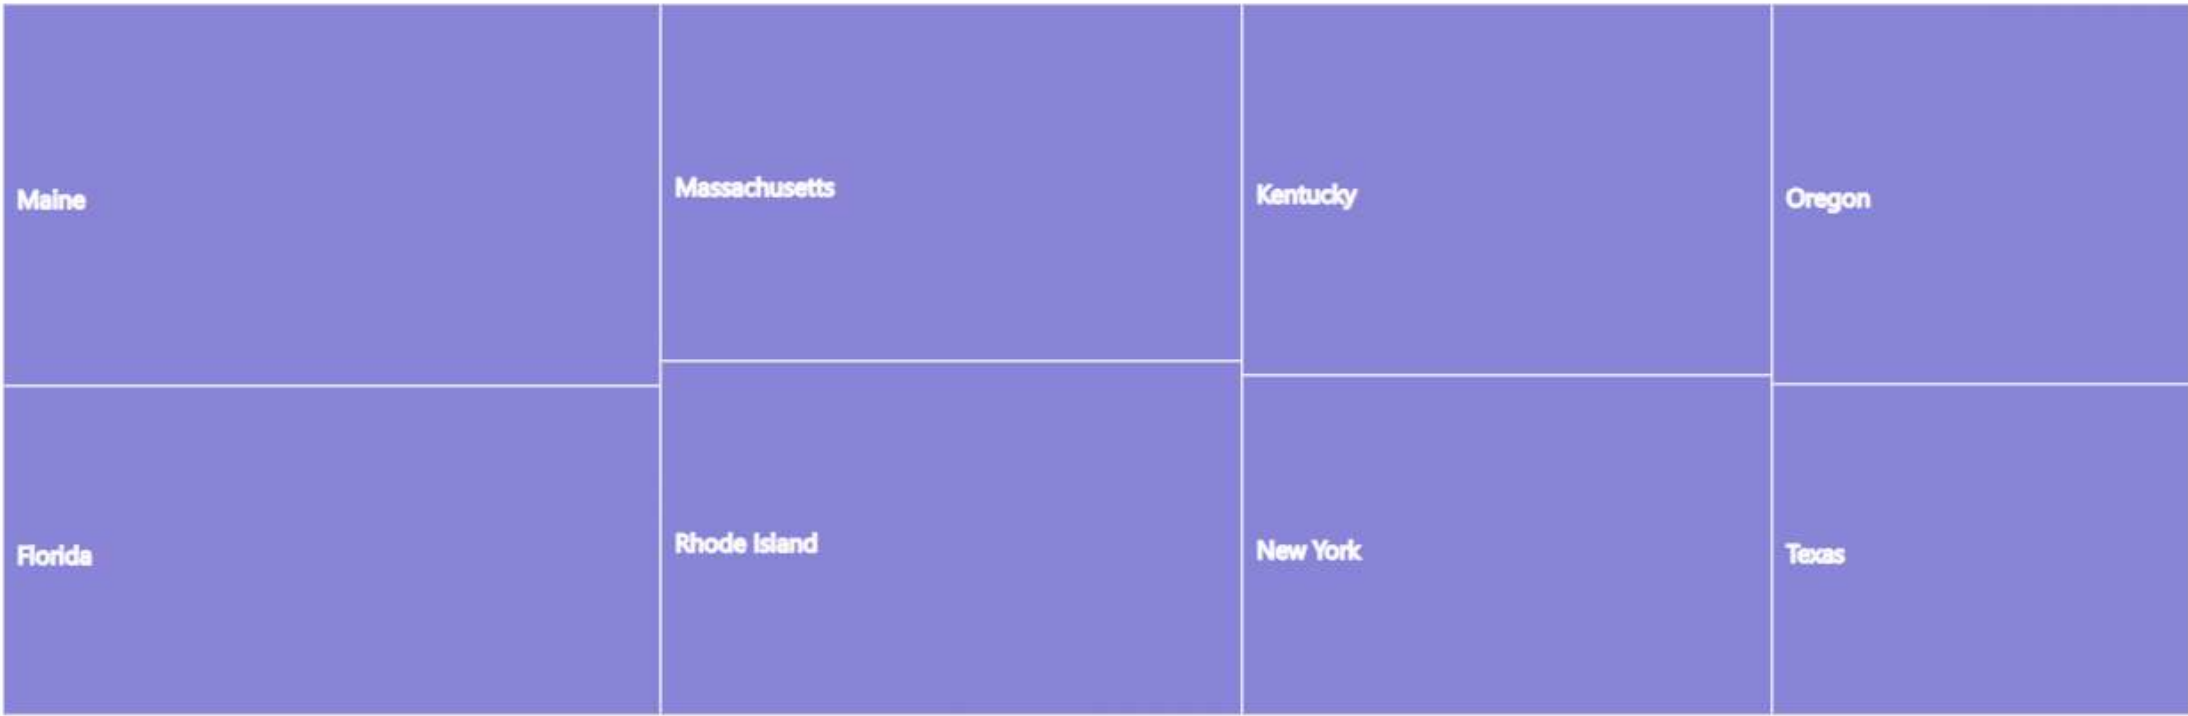 Maine
Massachusetts
Kentucky
Oregon
Florida
Rhode Island
New York
Texas